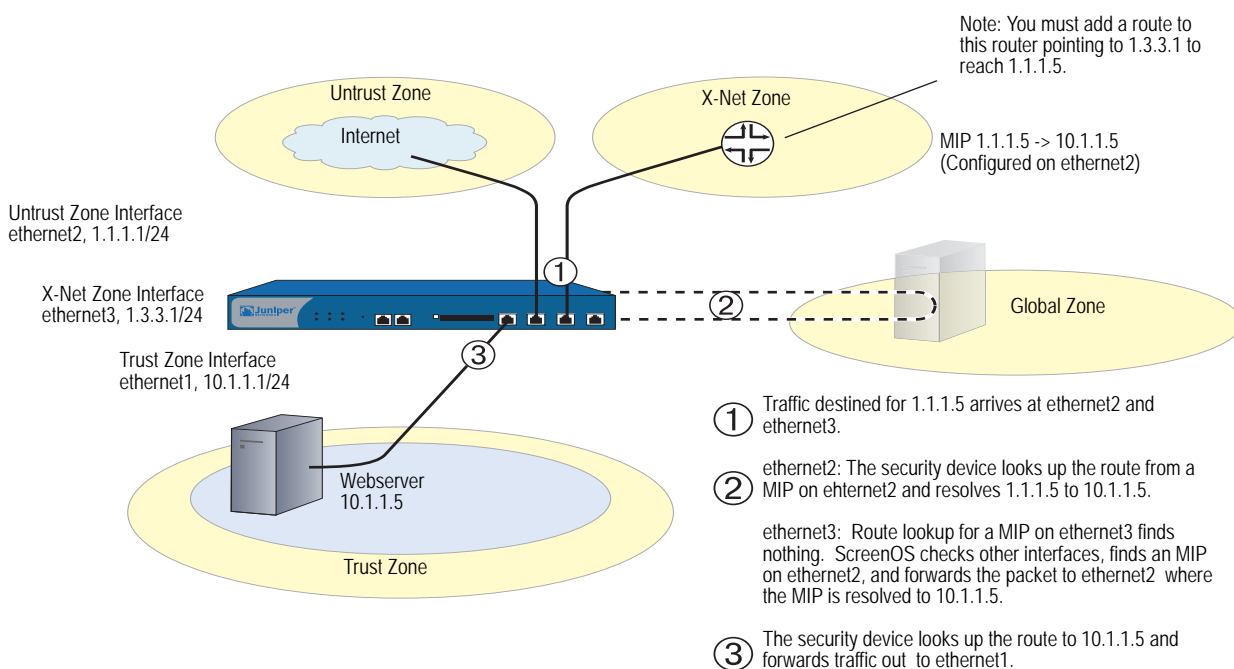 Note: You must add a route to
this router pointing to 1.3.3.1 to
reach 1.1.1.5.
Untrust Zone
Internet
X-Net Zone
MIP 1.1.1.5 -> 10.1.1.5
(Configured on ethernet2)
Untrust Zone Interface
ethernet2, 1.1.1.1/24
X-Net Zone Interface
ethernet3, 1.3.3.1/24
Juniper
1
2
Global Zone
Trust Zone Interface
ethernet1, 10.1.1.1/24
3
Webserver
10.1.1.5
Trust Zone
1 Traffic destined for 1.1.1.5 arrives at ethernet2 and
ethernet3.
2 ethernet2: The security device looks up the route from a
MIP on ehternet2 and resolves 1.1.1.5 to 10.1.1.5.
ethernet3: Route lookup for a MIP on ethernet3 finds
nothing. ScreenOS checks other interfaces, finds an MIP
on ethernet2, and forwards the packet to ethernet2 where
the MIP is resolved to 10.1.1.5.
3 The security device looks up the route to 10.1.1.5 and
forwards traffic out to ethernet1.